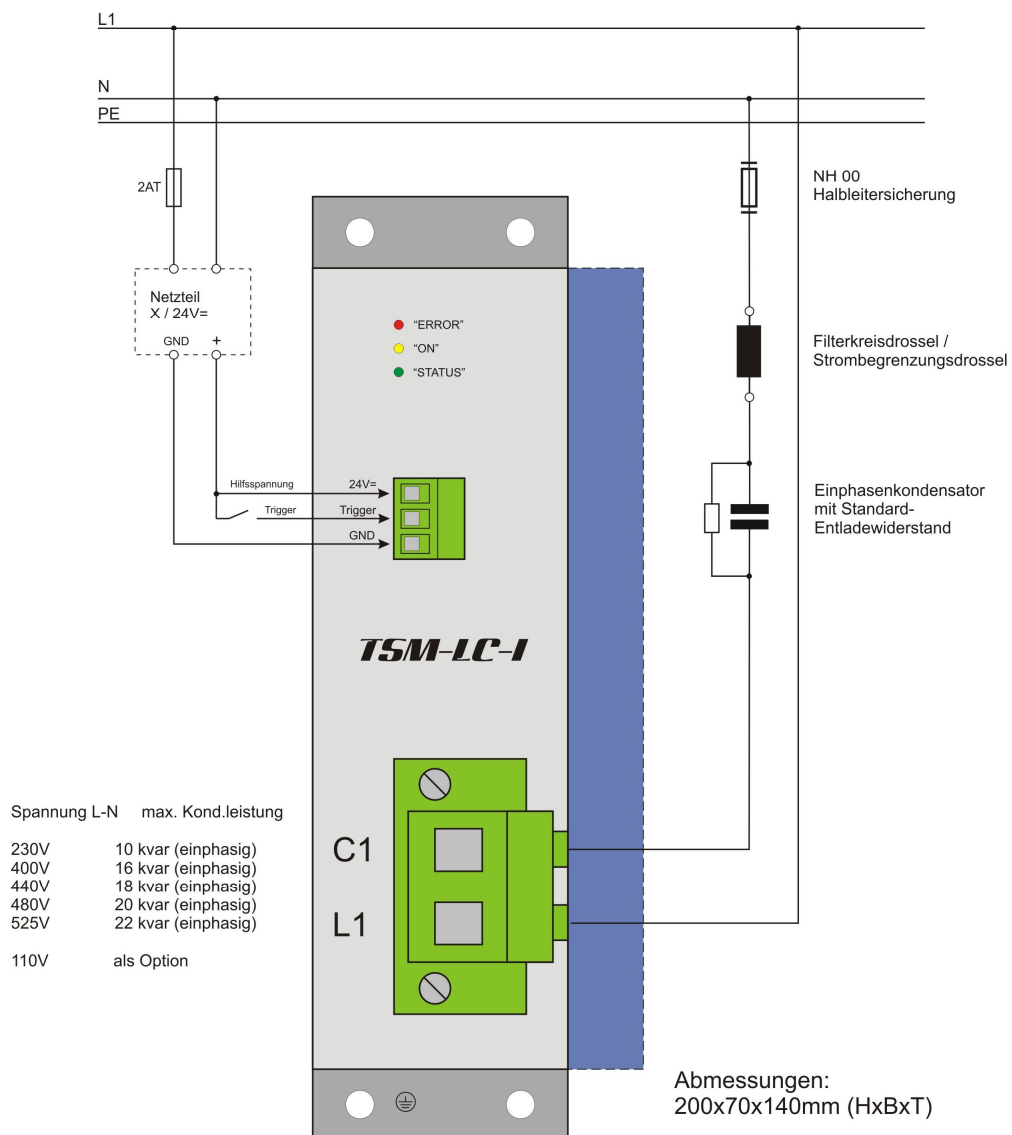 L1
N
PE
2AT
NH 00
Halbleitersicherung
Netzteil
X / 24V=
GND +
"ERROR"
"ON"
"STATUS"
Filterkreisdrossel /
Strombegrenzungsdrossel
Hilfsspannung
24V=
Trigger
Trigger
GND
Einphasenkondensator
mit Standard-
Entladewiderstand
TSM-LC-I
Spannung L-N max. Kond.leistung
230V 10 kvar (einphasig)
400V 16 kvar (einphasig)
440V 18 kvar (einphasig)
480V 20 kvar (einphasig)
525V 22 kvar (einphasig)
110V als Option
C1
L1
Abmessungen:
200x70x140mm (HxBxT)